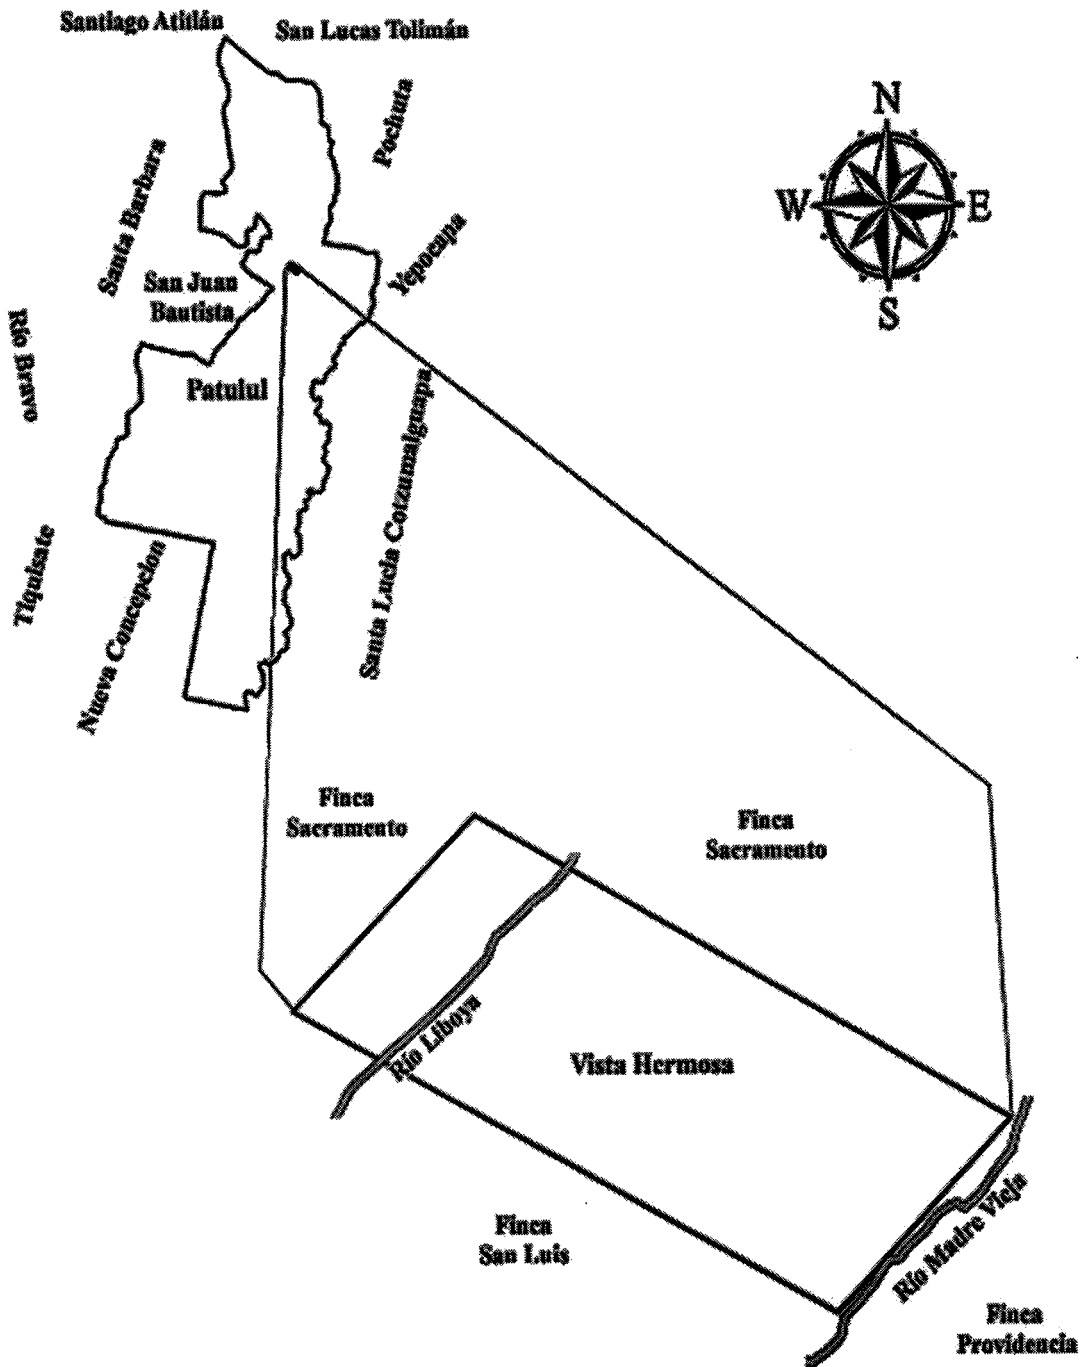 Santiago Atitlán
San Lucas Tolimán
Pochuta
N
Santa Barbara
W
E
Yepocapa
San Juan
Bautista
S
Río Bravo
Patulul
Santa Lucia Cotzumalguapa
Tiquisate
Nueva Concepcion
Finca
Sacramento
Finca
Sacramento
Río Liboya
Vista Hermosa
Finca
San Luis
Río Madre Vieja
Finca
Providencia